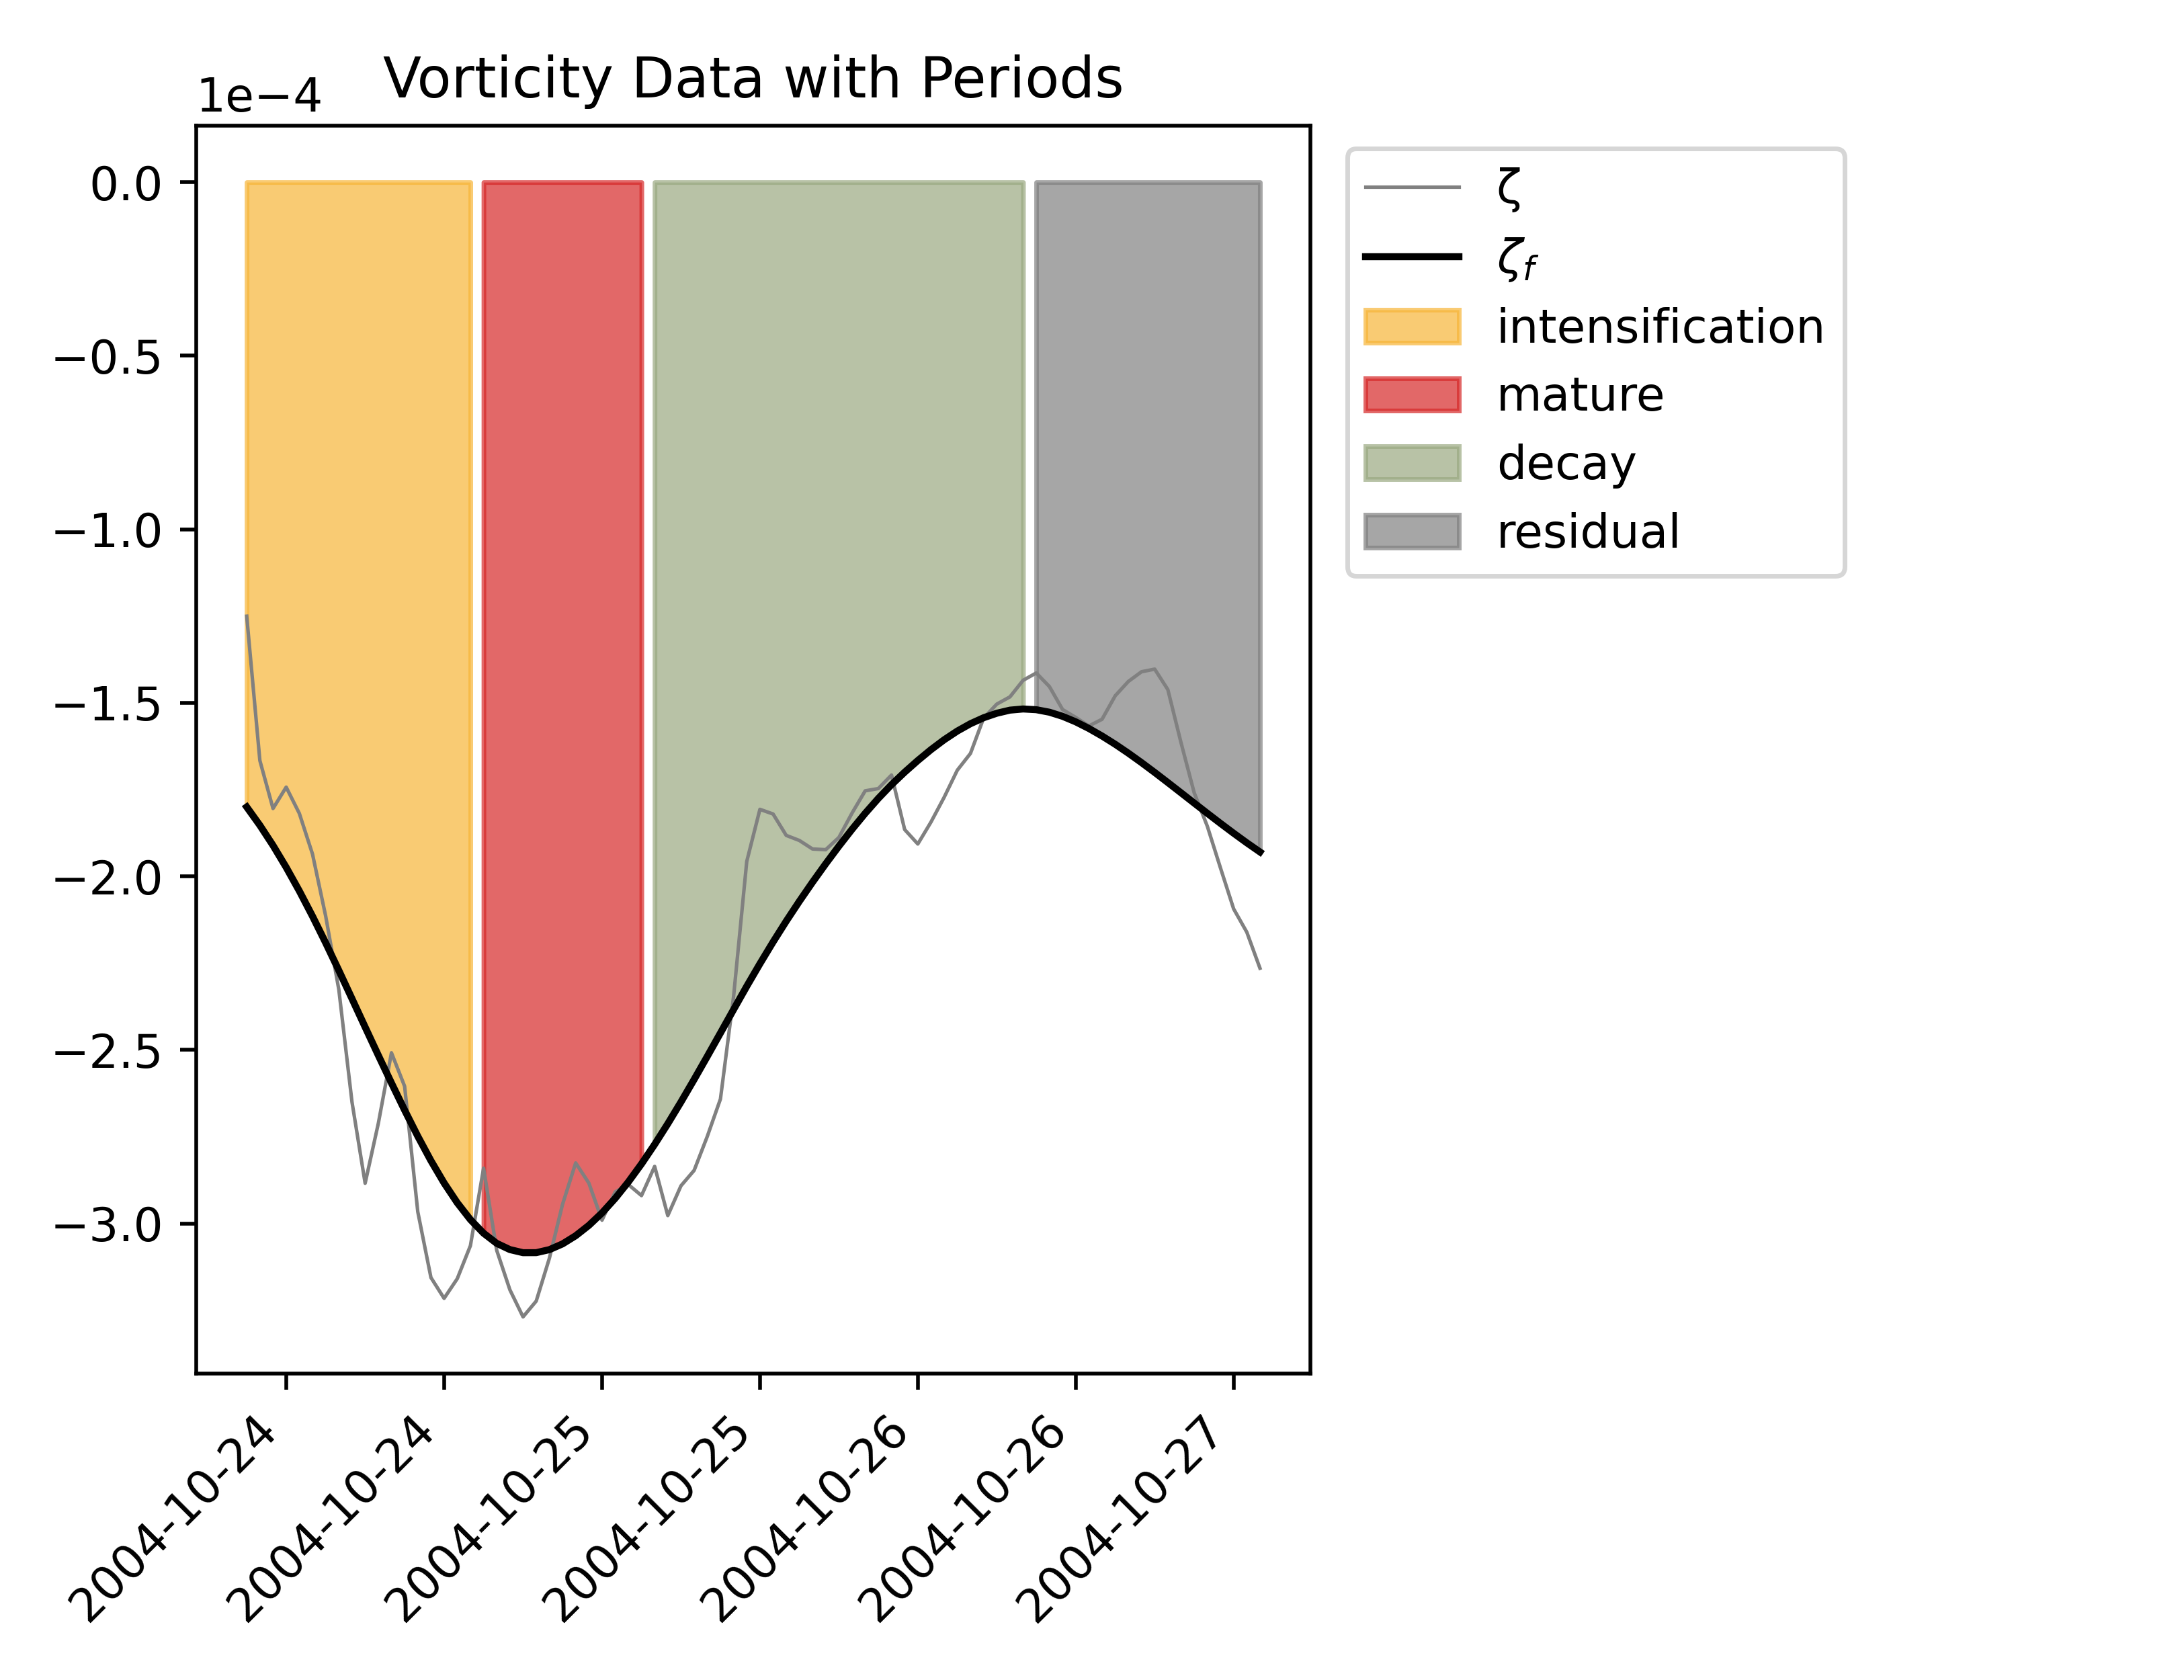 Vorticity Data with Periods
1e−4
0.0
−0.5
−1.0
−1.5
−2.0
−2.5
−3.0
2004-10-24
2004-10-24
2004-10-25
2004-10-25
2004-10-26
2004-10-26
2004-10-27
ζ
ζf
intensification
mature
decay
residual